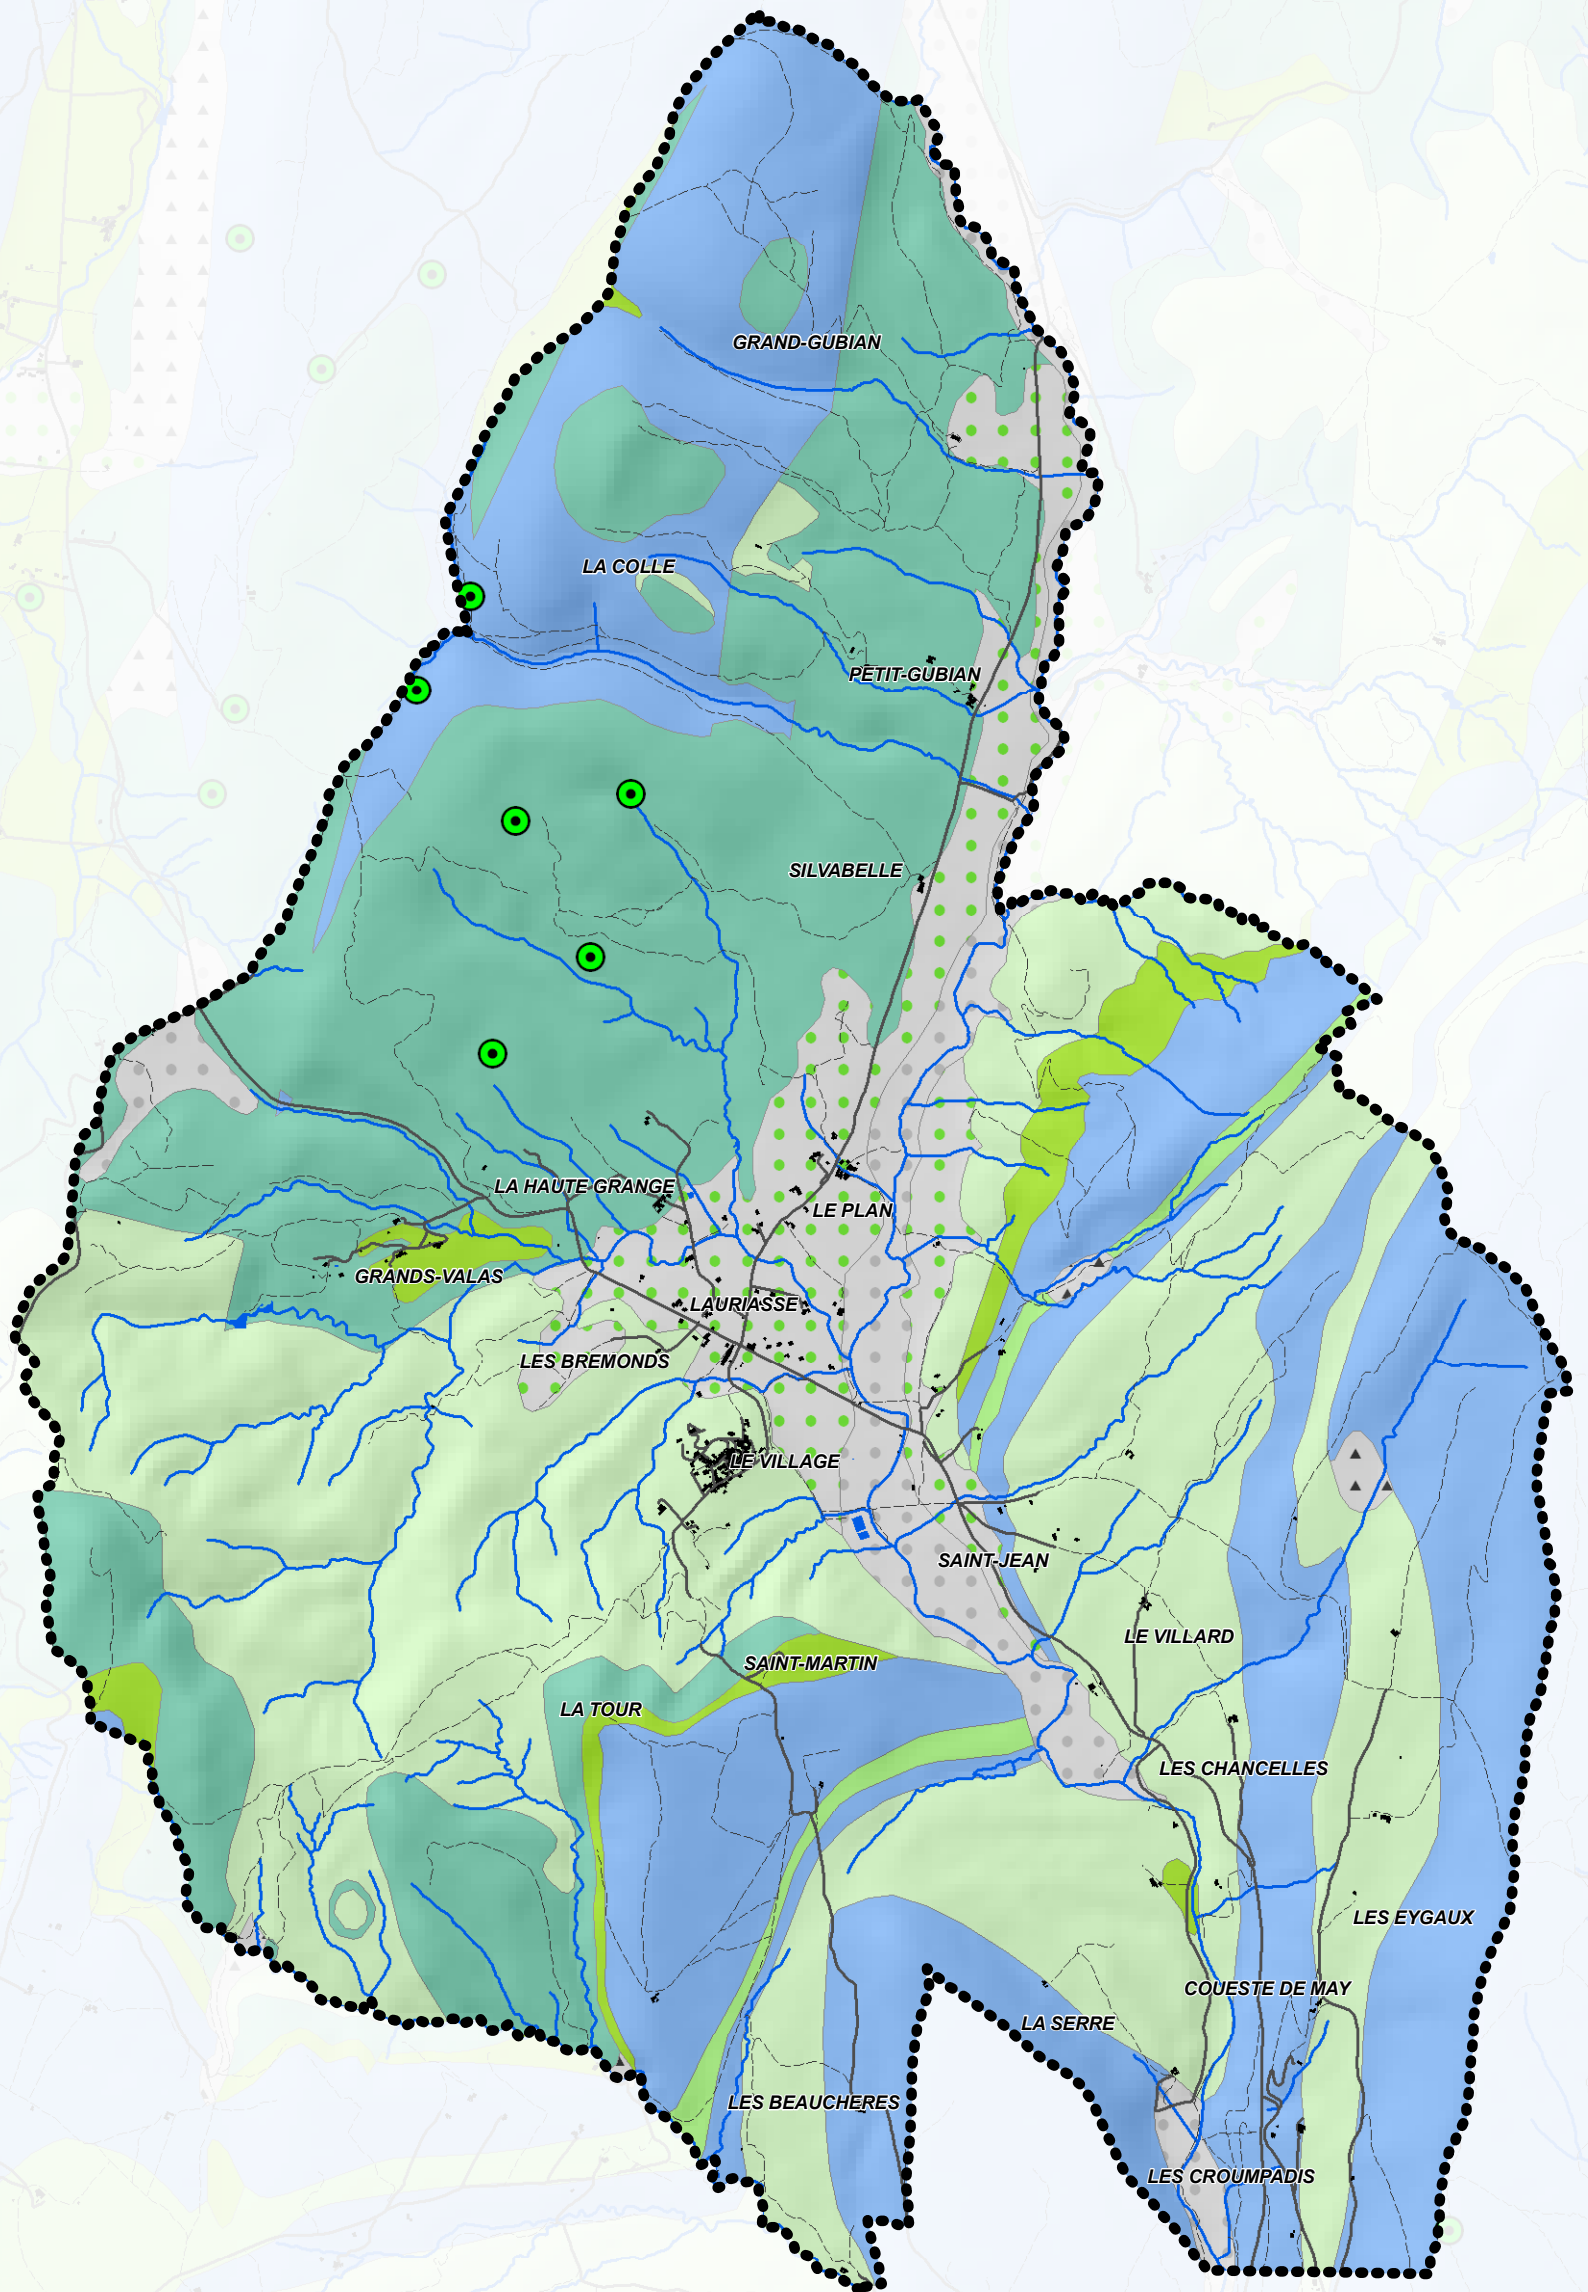 GRAND-GUBIAN
LA COLLE
PETIT-GUBIAN
SILVABELLE
LA HAUTE-GRANGE
LE PLAN
GRANDS-VALAS
LAURIASSE
LES BREMONDS
LE VILLAGE
SAINT-JEAN
LE VILLARD
SAINT-MARTIN
LA TOUR
LES CHANCELLES
LES EYGAUX
COUESTE DE MAY
LA SERRE
LES BEAUCHERES
LES CROUMPADIS